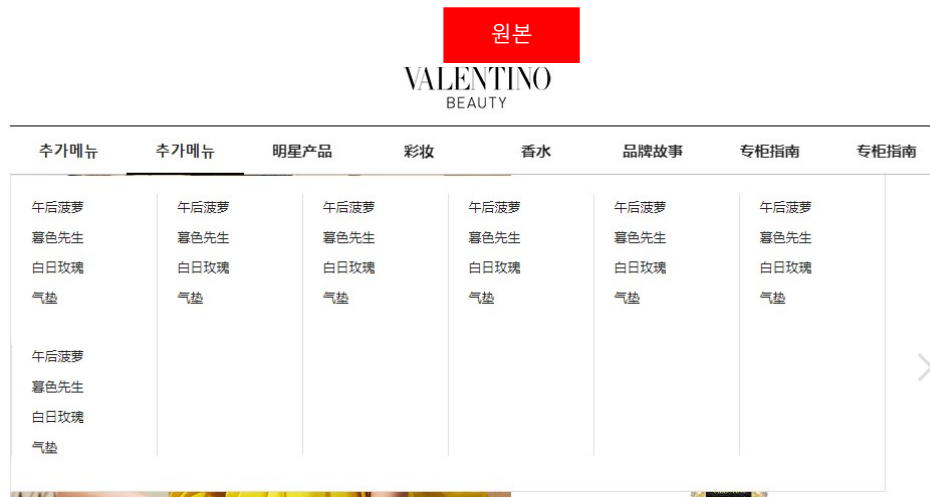 원본
VALENTINO
BEAUTY
추가메뉴 추가메뉴 明星产品 彩妆 香水 品牌故事 专柜指南 专柜指南
午后菠萝 午后菠萝 午后菠萝 午后菠萝 午后菠萝 午后菠萝
暮色先生 暮色先生 暮色先生 暮色先生 暮色先生 暮色先生
白日玫瑰 白日玫瑰 白日玫瑰 白日玫瑰 白日玫瑰 白日玫瑰
气垫 气垫 气垫 气垫 气垫 气垫
午后菠萝
暮色先生
白日玫瑰
气垫